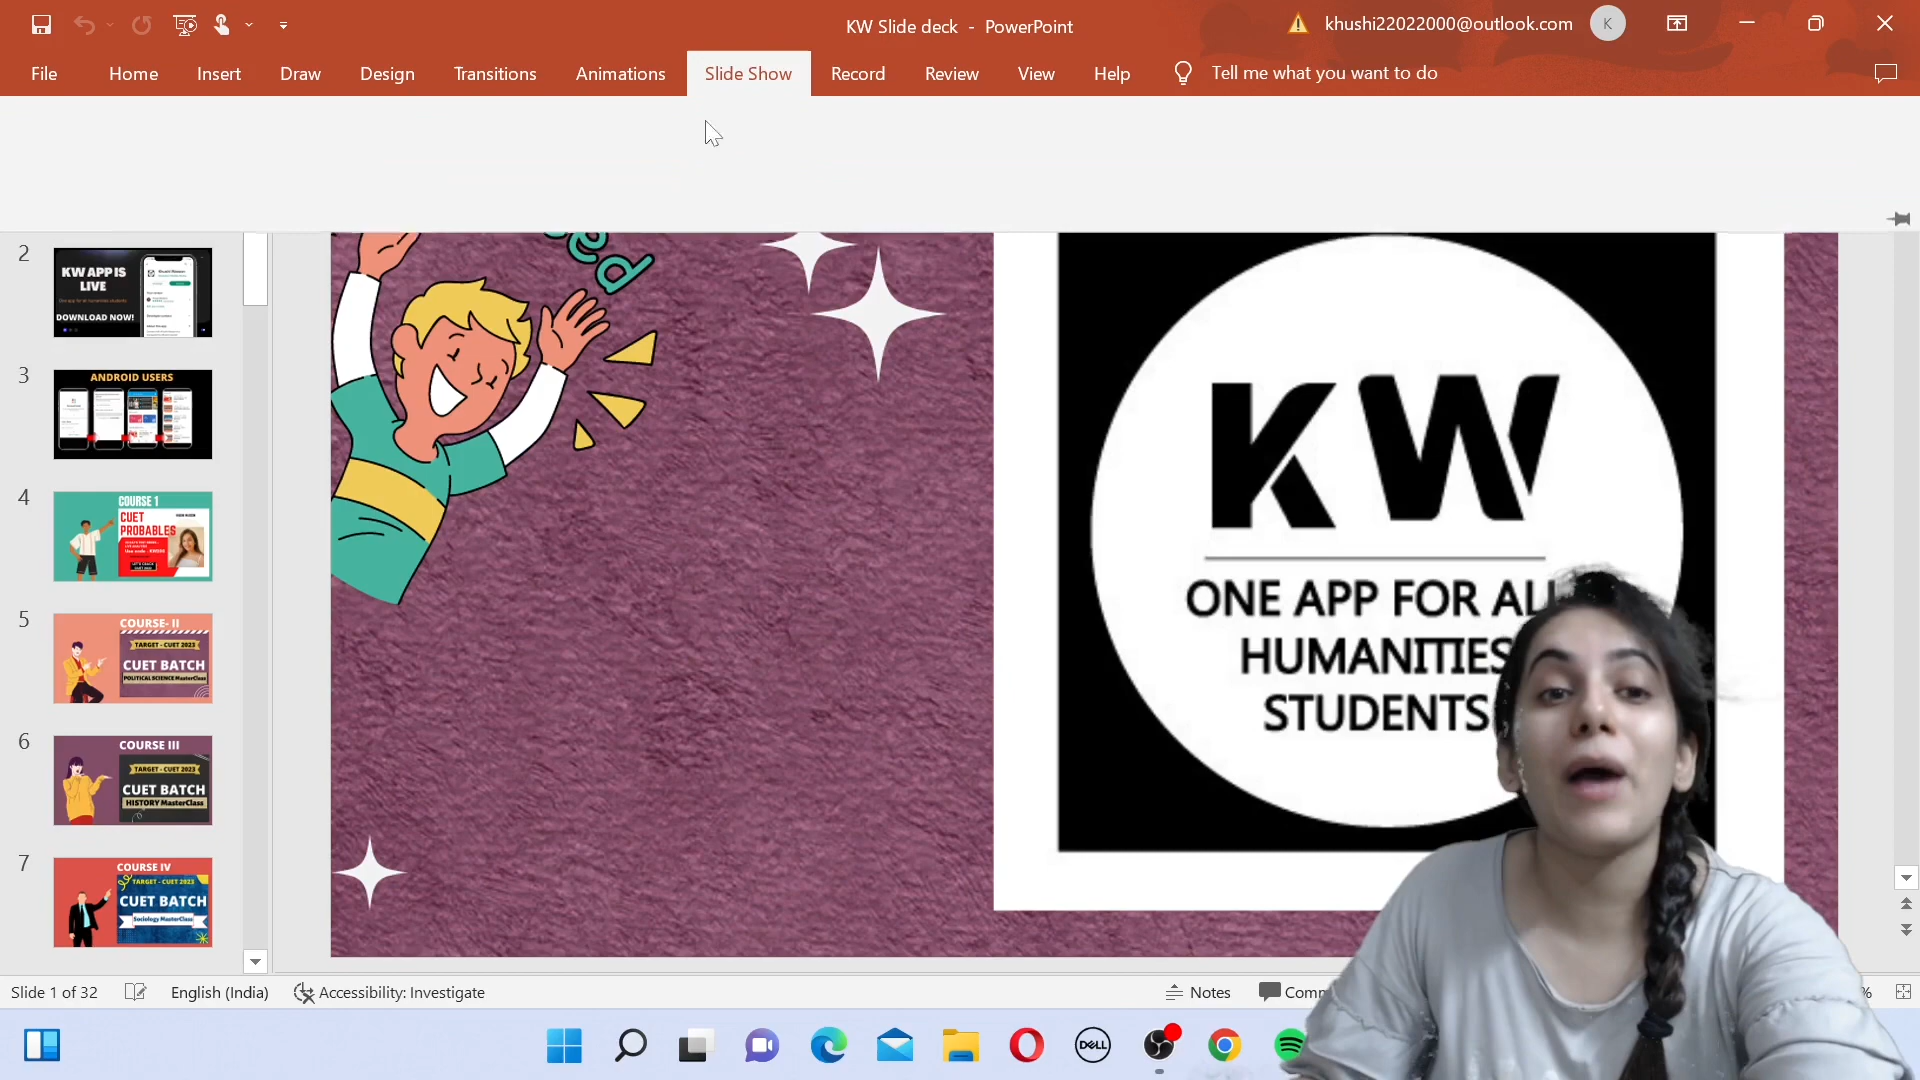 KW Slide deck - PowerPoint
khushi22022000@outlook.com
K
File Home Insert Draw Design Transitions Animations Slide Show Record Review View Help Tell me what you want to do
2
KW APP IS
LIVE
DOWNLOAD NOW!
3
ANDROID USERS
4
COURSE 1
CUET
PROBABLES
5
COURSE- II
TARGET - CUET 2023
CUET BATCH
POLITICAL SCIENCE MasterClass
6
COURSE III
TARGET - CUET 2023
CUET BATCH
HISTORY MasterClass
7
COURSE IV
TARGET - CUET 2023
CUET BATCH
Sociology MasterClass
KW
ONE APP FOR AL
HUMANITIES
STUDENTS
Slide 1 of 32 English (India) Accessibility: Investigate Notes Comm %
DELL